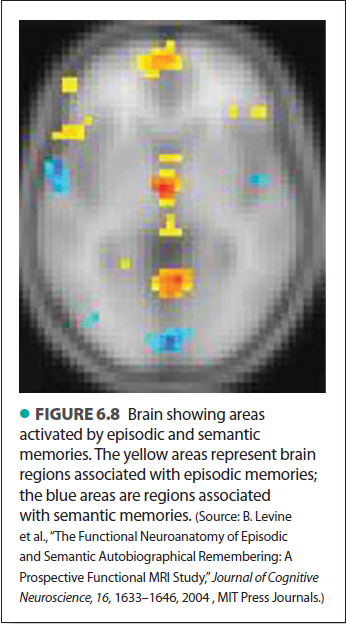 ● FIGURE 6.8 Brain showing areas
activated by episodic and semantic
memories. The yellow areas represent brain
regions associated with episodic memories;
the blue areas are regions associated
with semantic memories. (Source: B. Levine
et al., “The Functional Neuroanatomy of Episodic
and Semantic Autobiographical Remembering: A
Prospective Functional MRI Study,” Journal of Cognitive
Neuroscience, 16, 1633–1646, 2004 , MIT Press Journals.)